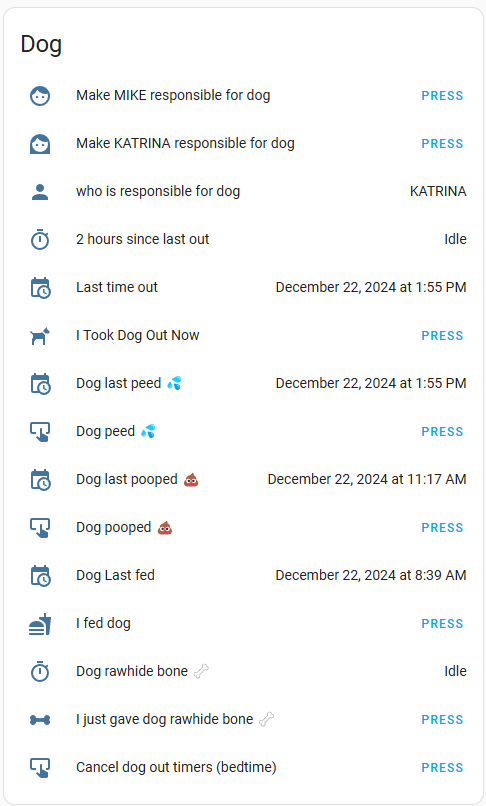 Dog
Make MIKE responsible for dog PRESS
Make KATRINA responsible for dog PRESS
who is responsible for dog KATRINA
2 hours since last out Idle
Last time out December 22, 2024 at 1:55 PM
I Took Dog Out Now PRESS
Dog last peed 💦 December 22, 2024 at 1:55 PM
Dog peed 💦 PRESS
Dog last pooped 💩 December 22, 2024 at 11:17 AM
Dog pooped 💩 PRESS
Dog Last fed December 22, 2024 at 8:39 AM
I fed dog PRESS
Dog rawhide bone 🦴 Idle
I just gave dog rawhide bone 🦴 PRESS
Cancel dog out timers (bedtime) PRESS